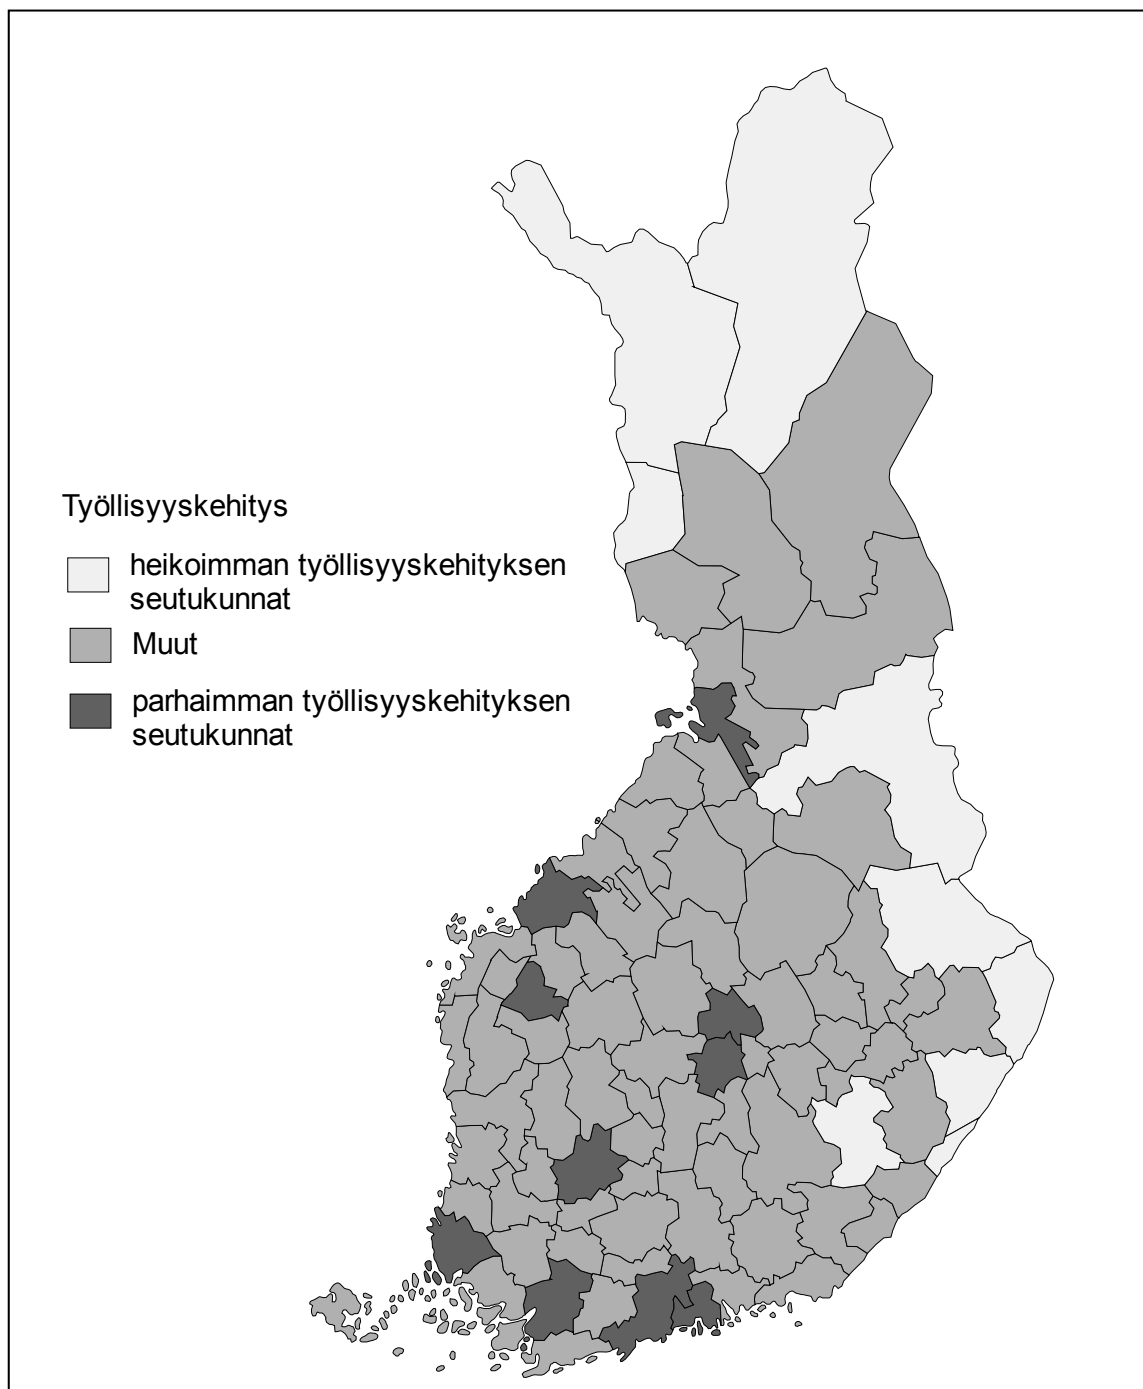 Työllisyyskehitys
heikoimman työllisyyskehityksen
seutukunnat
Muut
parhaimman työllisyyskehityksen
seutukunnat